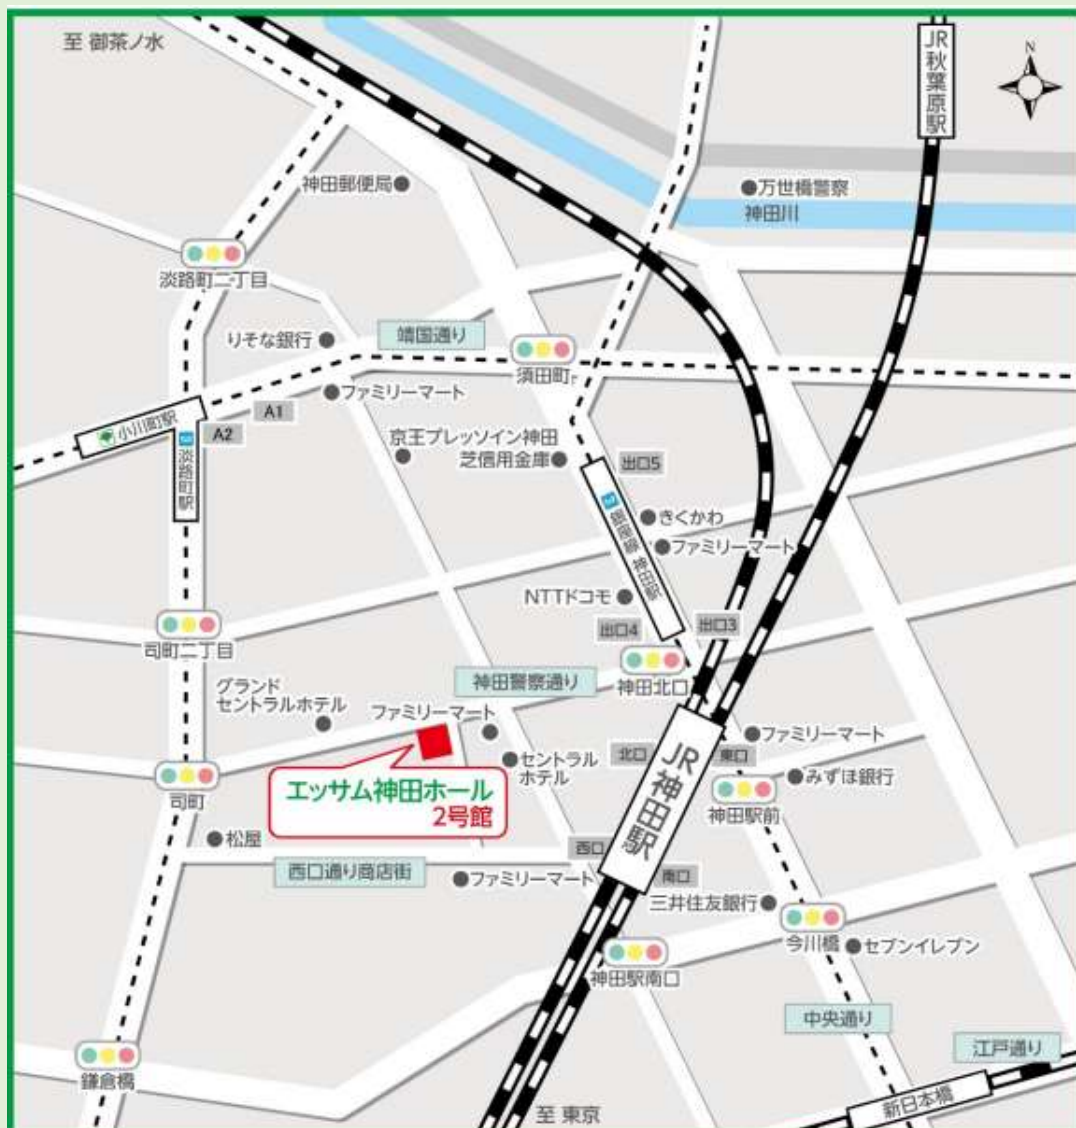 至 御茶ノ水
JR秋葉原駅
N
神田郵便局
万世橋警察
神田川
淡路町二丁目
りそな銀行
靖国通り
須田町
ファミリーマート
A1
A2
小川町駅
淡路町駅
京王プレッソイン神田
芝信用金庫
出口5
きくかわ
ファミリーマート
銀座線 神田駅
NTTドコモ
出口4
出口3
司町二丁目
神田警察通り
神田北口
グランド
セントラルホテル
ファミリーマート
セントラル
ホテル
北口
JR神田駅
東口
ファミリーマート
みずほ銀行
神田駅前
エッサム神田ホール
2号館
司町
松屋
西口
西口通り商店街
ファミリーマート
南口
三井住友銀行
今川橋
セブンイレブン
神田駅南口
中央通り
江戸通り
鎌倉橋
新日本橋
至 東京